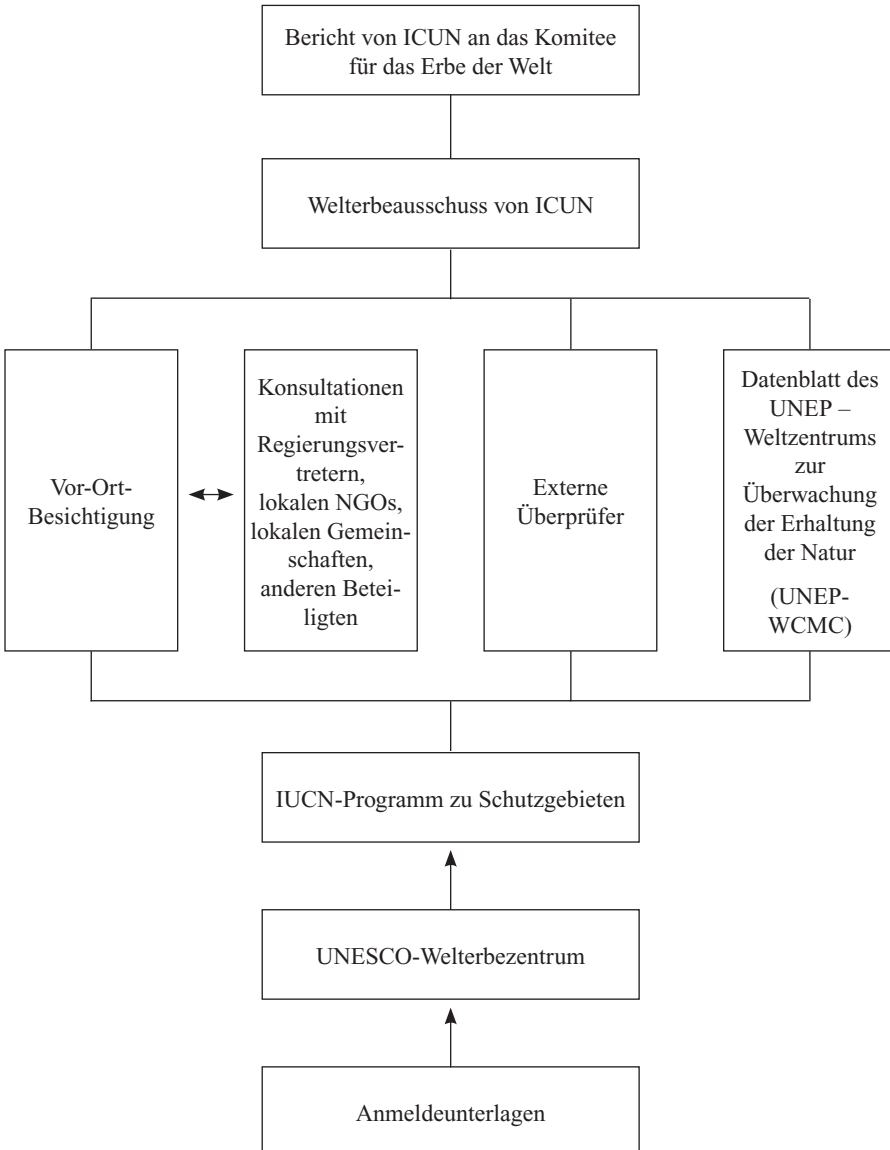 Bericht von ICUN an das Komitee
für das Erbe der Welt
Welterbeausschuss von ICUN
Vor-Ort-
Besichtigung
Konsultationen
mit
Regierungsver-
tretern,
lokalen NGOs,
lokalen Gemein-
schaften,
anderen Betei-
ligten
Externe
Überprüfer
Datenblatt des
UNEP –
Weltzentrums
zur
Überwachung
der Erhaltung
der Natur
(UNEP-
WCMC)
IUCN-Programm zu Schutzgebieten
UNESCO-Welterbezentrum
Anmeldeunterlagen